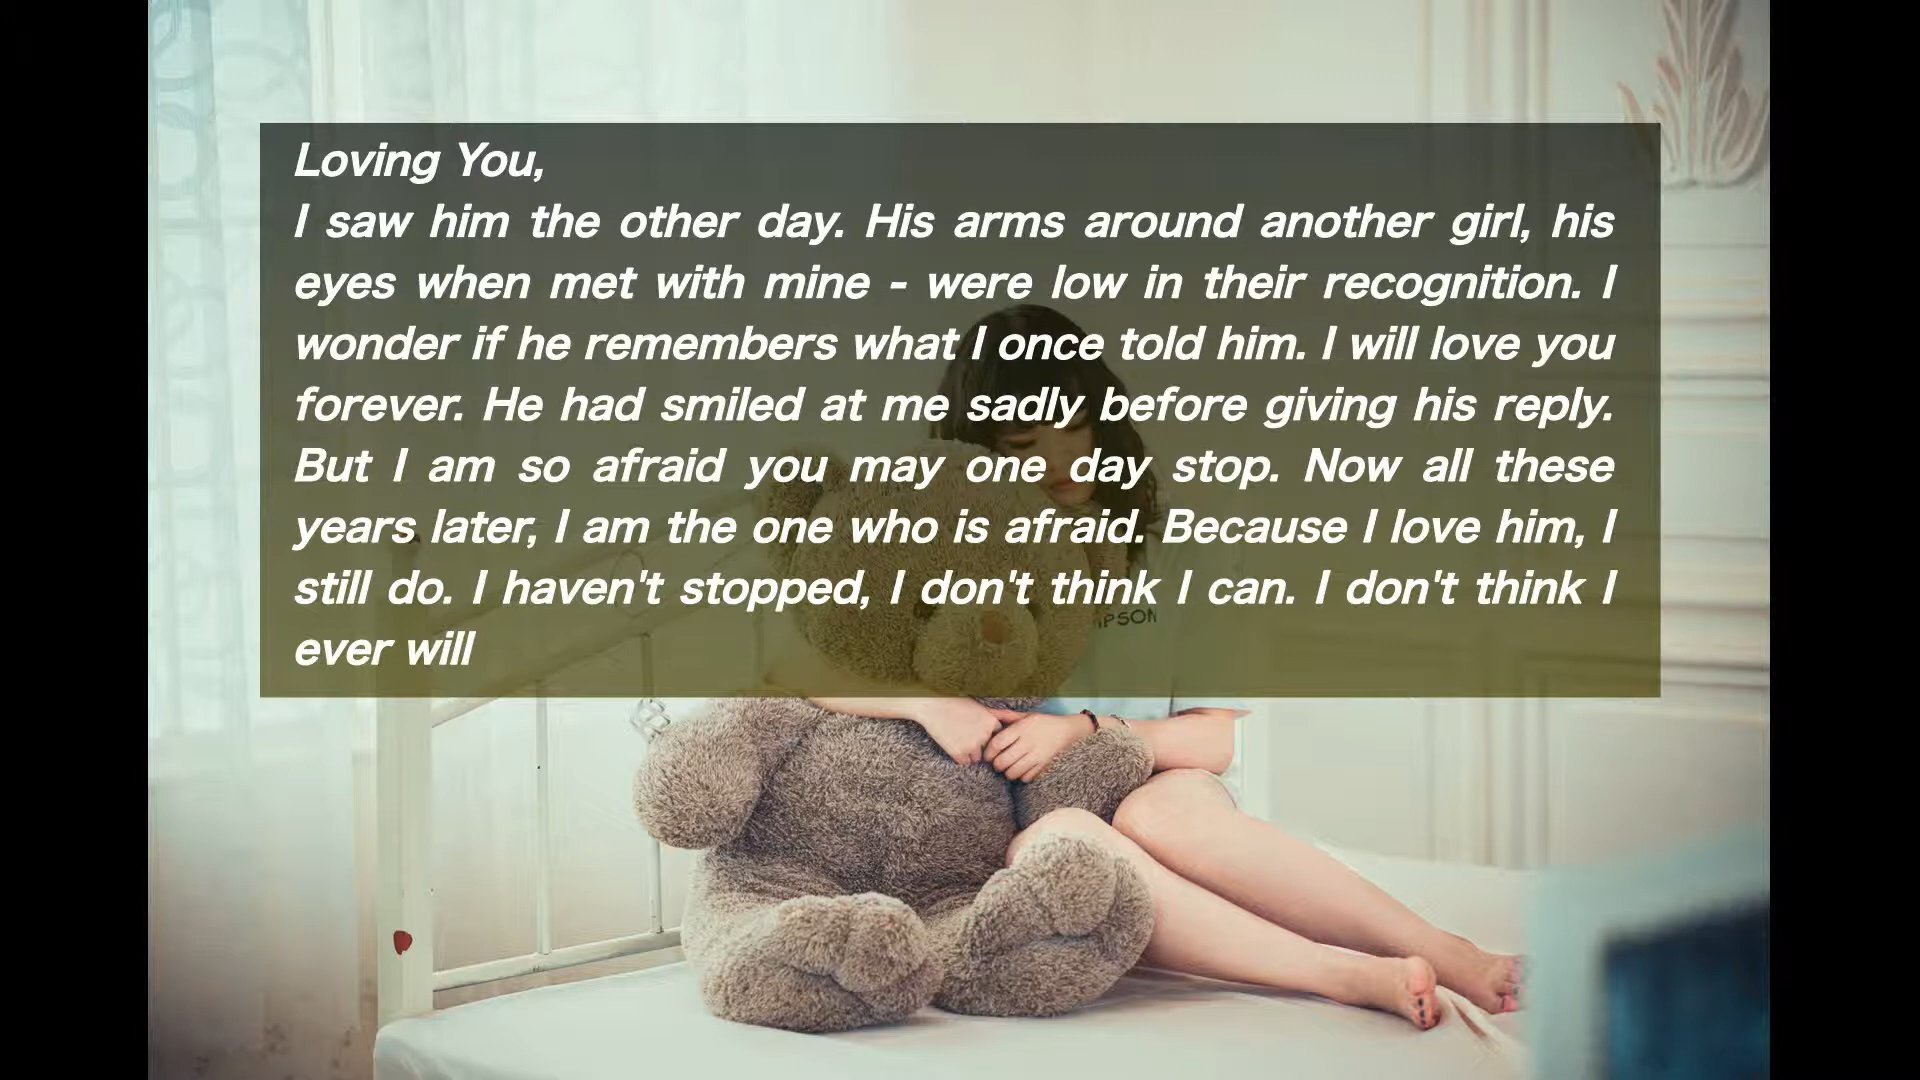 Loving You,
I saw him the other day. His arms around another girl, his
eyes when met with mine - were low in their recognition. I
wonder if he remembers what I once told him. I will love you
forever. He had smiled at me sadly before giving his reply.
But I am so afraid you may one day stop. Now all these
years later, I am the one who is afraid. Because I love him, I
still do. I haven't stopped, I don't think I can. I don't think I
ever will